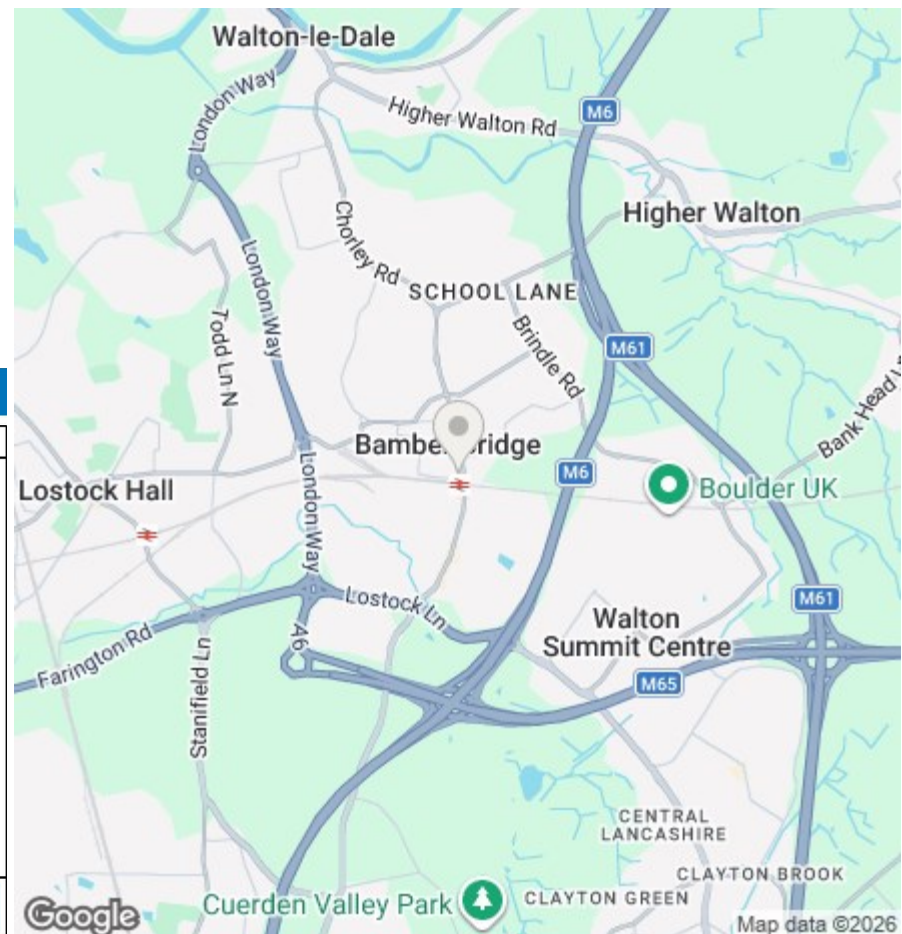 Walton-le-Dale
London Way
Higher Walton Rd
M6
Higher Walton
Chorley Rd
SCHOOL LANE
London Way
Todd Ln N
Brindle Rd
M61
Bank Head
Bamber Bridge
Lostock Hall
M6
Boulder UK
London Way
Lostock Ln
M61
Walton
Summit Centre
A6
Farington Rd
M65
Stanifield Ln
CENTRAL
LANCASHIRE
CLAYTON BROOK
Cuerden Valley Park
CLAYTON GREEN
Google
Map data ©2026